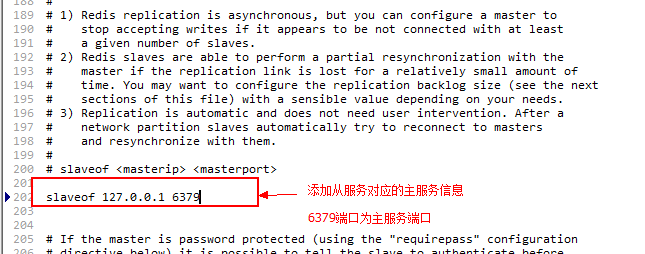 188 #
189 # 1) Redis replication is asynchronous, but you can configure a master to
190 #    stop accepting writes if it appears to be not connected with at least
191 #    a given number of slaves.
192 # 2) Redis slaves are able to perform a partial resynchronization with the
193 #    master if the replication link is lost for a relatively small amount of
194 #    time. You may want to configure the replication backlog size (see the next
195 #    sections of this file) with a sensible value depending on your needs.
196 # 3) Replication is automatic and does not need user intervention. After a
197 #    network partition slaves automatically try to reconnect to masters
198 #    and resynchronize with them.
199 #
200 # slaveof <masterip> <masterport>
201
202 slaveof 127.0.0.1 6379
添加从服务对应的主服务信息
203
6379端口为主服务端口
204
205 # If the master is password protected (using the "requirepass" configuration
206 # directive below) it is possible to tell the slave to authenticate before